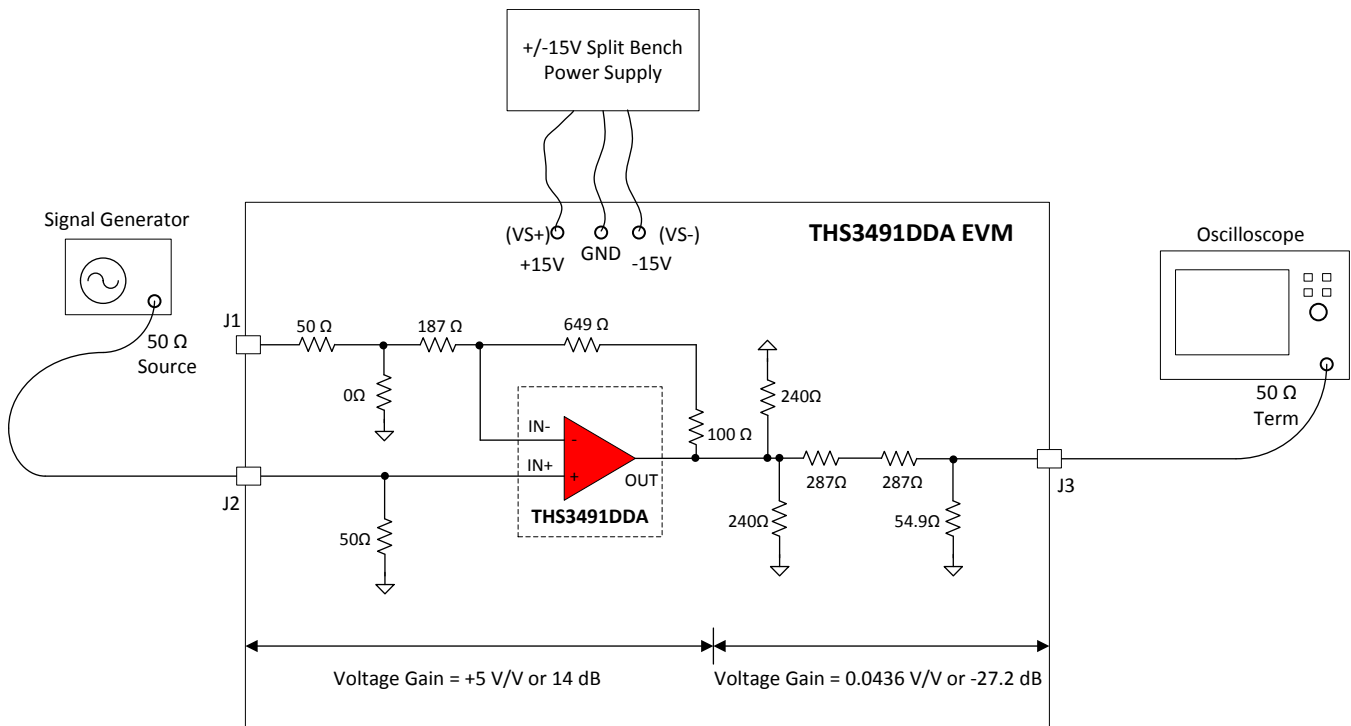 +/-15V Split Bench
Power Supply
Signal Generator
50 Ω
Source
(VS+)
+15V
GND
(VS-)
-15V
THS3491DDA EVM
Oscilloscope
50 Ω
Term
J1
50 Ω
187 Ω
649 Ω
0Ω
240Ω
100 Ω
IN-
-
IN+
+
OUT
THS3491DDA
J2
50Ω
287Ω
287Ω
240Ω
54.9Ω
J3
Voltage Gain = +5 V/V or 14 dB
Voltage Gain = 0.0436 V/V or -27.2 dB